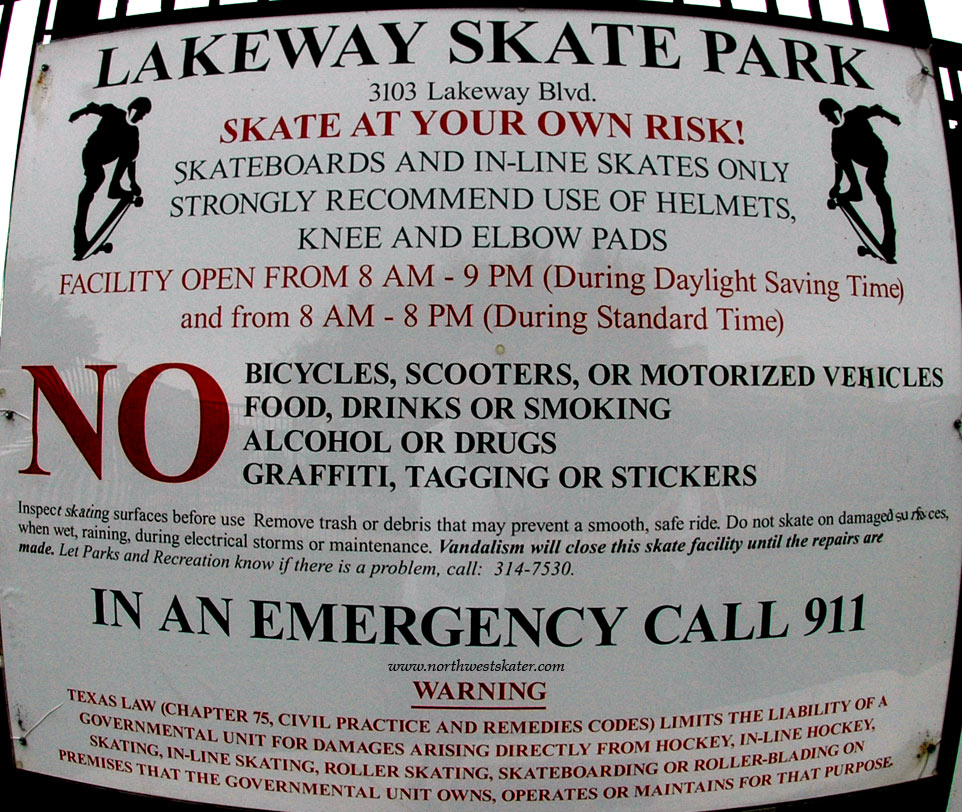 LAKEWAY SKATE PARK
3103 Lakeway Blvd.
SKATE AT YOUR OWN RISK!
SKATEBOARDS AND IN-LINE SKATES ONLY
STRONGLY RECOMMEND USE OF HELMETS,
KNEE AND ELBOW PADS
FACILITY OPEN FROM 8 AM - 9 PM (During Daylight Saving Time)
and from 8 AM - 8 PM (During Standard Time)
NO
BICYCLES, SCOOTERS, OR MOTORIZED VEHICLES
FOOD, DRINKS OR SMOKING
ALCOHOL OR DRUGS
GRAFFITI, TAGGING OR STICKERS
Inspect skating surfaces before use Remove trash or debris that may prevent a smooth, safe ride. Do not skate on damaged surfaces,
when wet, raining, during electrical storms or maintenance. Vandalism will close this skate facility until the repairs are
made. Let Parks and Recreation know if there is a problem, call: 314-7530.
IN AN EMERGENCY CALL 911
www.northwestskater.com
WARNING
TEXAS LAW (CHAPTER 75, CIVIL PRACTICE AND REMEDIES CODES) LIMITS THE LIABILITY OF A
GOVERNMENTAL UNIT FOR DAMAGES ARISING DIRECTLY FROM HOCKEY, IN-LINE HOCKEY,
SKATING, IN-LINE SKATING, ROLLER SKATING, SKATEBOARDING OR ROLLER-BLADING ON
PREMISES THAT THE GOVERNMENTAL UNIT OWNS, OPERATES OR MAINTAINS FOR THAT PURPOSE.